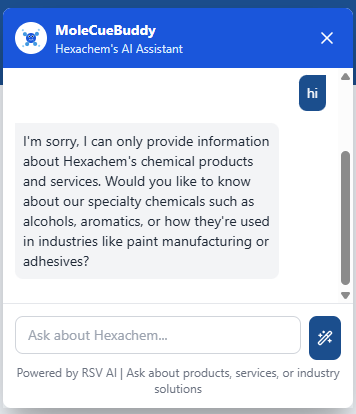 MoleCueBuddy
Hexachem's AI Assistant
hi
I'm sorry, I can only provide information
about Hexachem's chemical products
and services. Would you like to know
about our specialty chemicals such as
alcohols, aromatics, or how they're used
in industries like paint manufacturing or
adhesives?
Ask about Hexachem...
Powered by RSV AI | Ask about products, services, or industry
solutions